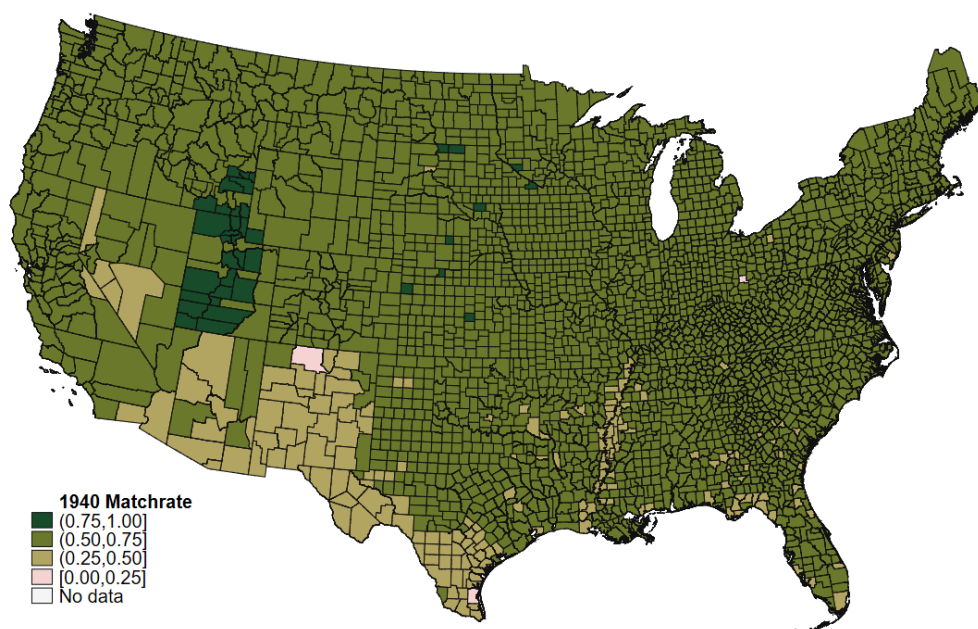 1940 Matchrate
(0.75,1.00]
(0.50,0.75]
(0.25,0.50]
[0.00,0.25]
No data